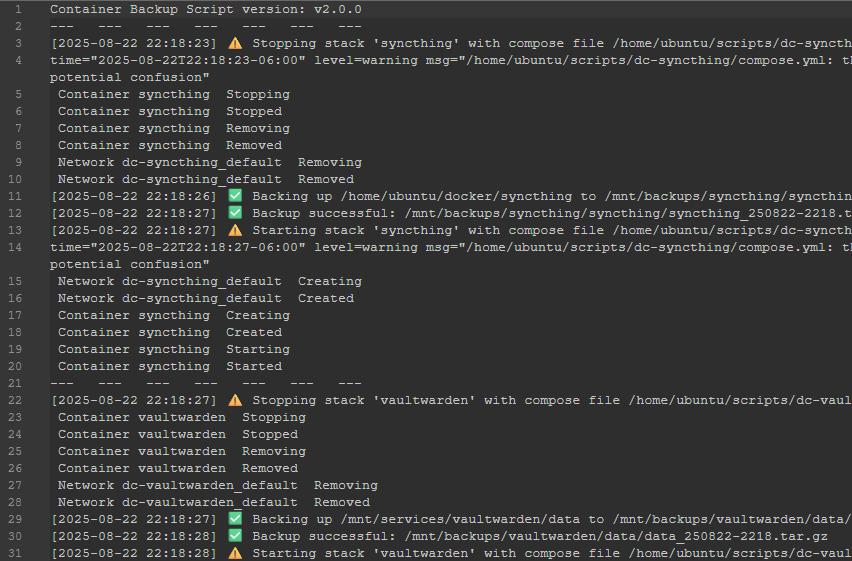 1 Container Backup Script version: v2.0.0
2 --- --- --- --- --- --- ---
3 [2025-08-22 22:18:23] ⚠️ Stopping stack 'syncthing' with compose file /home/ubuntu/scripts/dc-syncth
4 time="2025-08-22T22:18:23-06:00" level=warning msg="/home/ubuntu/scripts/dc-syncthing/compose.yml: th
potential confusion"
5 Container syncthing Stopping
6 Container syncthing Stopped
7 Container syncthing Removing
8 Container syncthing Removed
9 Network dc-syncthing_default Removing
10 Network dc-syncthing_default Removed
11 [2025-08-22 22:18:26] ✅ Backing up /home/ubuntu/docker/syncthing to /mnt/backups/syncthing/syncthin
12 [2025-08-22 22:18:27] ✅ Backup successful: /mnt/backups/syncthing/syncthing/syncthing_250822-2218.t
13 [2025-08-22 22:18:27] ⚠️ Starting stack 'syncthing' with compose file /home/ubuntu/scripts/dc-syncth
14 time="2025-08-22T22:18:27-06:00" level=warning msg="/home/ubuntu/scripts/dc-syncthing/compose.yml: th
potential confusion"
15 Network dc-syncthing_default Creating
16 Network dc-syncthing_default Created
17 Container syncthing Creating
18 Container syncthing Created
19 Container syncthing Starting
20 Container syncthing Started
21 --- --- --- --- --- --- ---
22 [2025-08-22 22:18:27] ⚠️ Stopping stack 'vaultwarden' with compose file /home/ubuntu/scripts/dc-vaul
23 Container vaultwarden Stopping
24 Container vaultwarden Stopped
25 Container vaultwarden Removing
26 Container vaultwarden Removed
27 Network dc-vaultwarden_default Removing
28 Network dc-vaultwarden_default Removed
29 [2025-08-22 22:18:27] ✅ Backing up /mnt/services/vaultwarden/data to /mnt/backups/vaultwarden/data/
30 [2025-08-22 22:18:28] ✅ Backup successful: /mnt/backups/vaultwarden/data/data_250822-2218.tar.gz
31 [2025-08-22 22:18:28] ⚠️ Starting stack 'vaultwarden' with compose file /home/ubuntu/scripts/dc-vaul